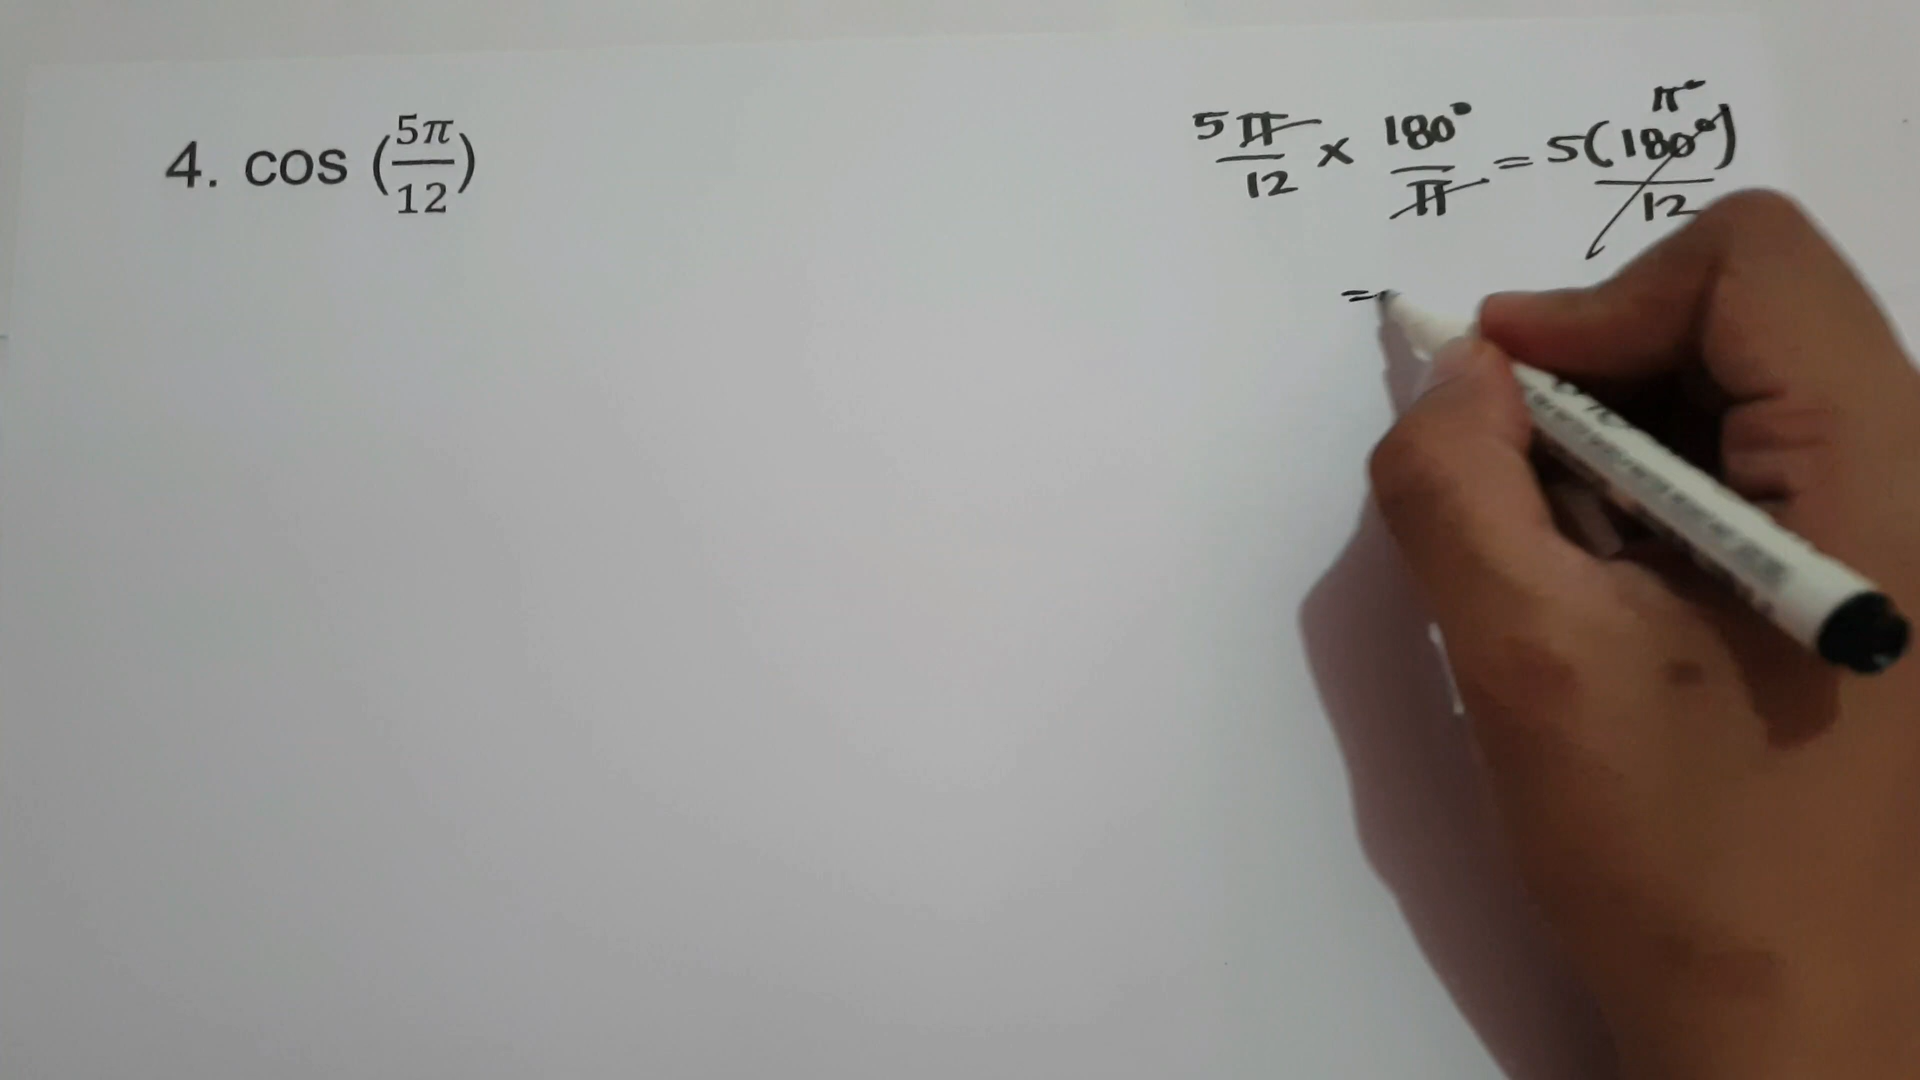 4. cos (5π/12)
5π/12 × 180°/π = 5(180°)/12
=